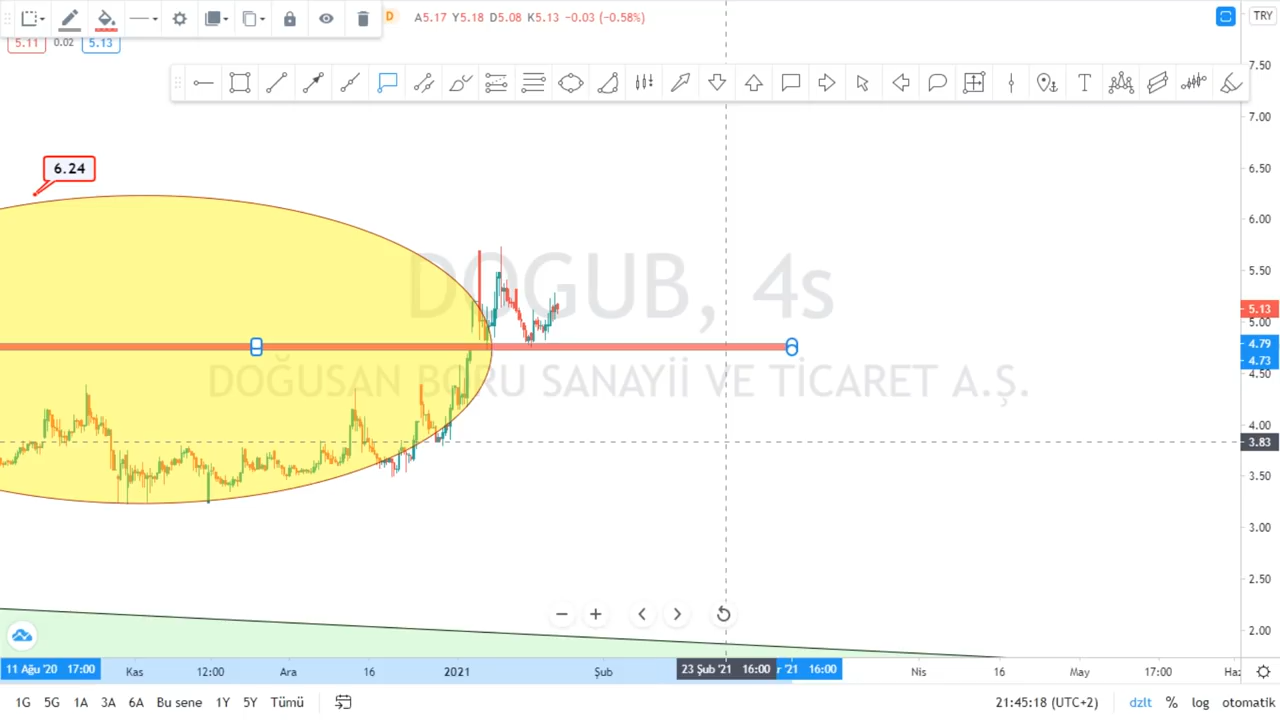 D A5.17 Y5.18 D5.08 K5.13 −0.03 (−0.58%)
TRY
5.11 0.02 5.13
7.50
7.00
6.24
6.50
6.00
DOGUB, 4s
5.50
5.13
5.00
4.79
4.73
DOĞUSAN BORU SANAYİİ VE TİCARET A.Ş.
4.50
4.00
3.83
3.50
3.00
2.50
2.00
11 Ağu '20 17:00 Kas 12:00 Ara 16 2021 Şub 23 Şub '21 16:00 r '21 16:00 Nis 16 May 17:00 Haz
1G 5G 1A 3A 6A Bu sene 1Y 5Y Tümü 21:45:18 (UTC+2) dzlt % log otomatik